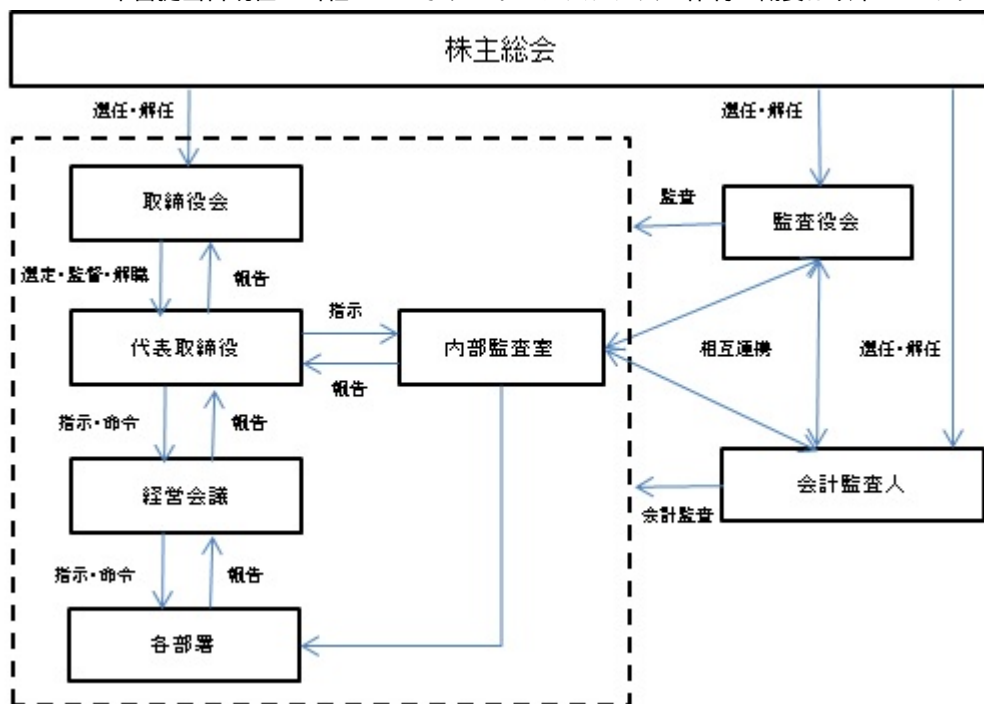 株主総会
選任・解任
選任・解任
取締役会
監査
監査役会
選定・監督・解職
報告
指示
代表取締役
内部監査室
相互連携
選任・解任
報告
指示・命令
報告
経営会議
会計監査人
会計監査
指示・命令
報告
各部署